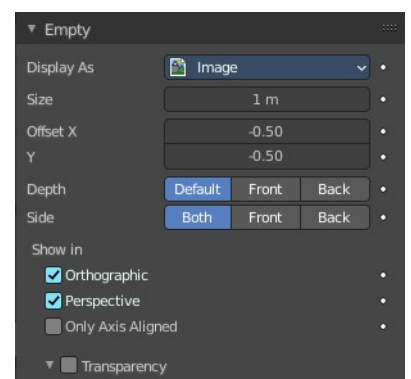 Empty
Display As Image
Size 1 m
Offset X -0.50
Y -0.50
Depth Default Front Back
Side Both Front Back
Show in
Orthographic
Perspective
Only Axis Aligned
Transparency